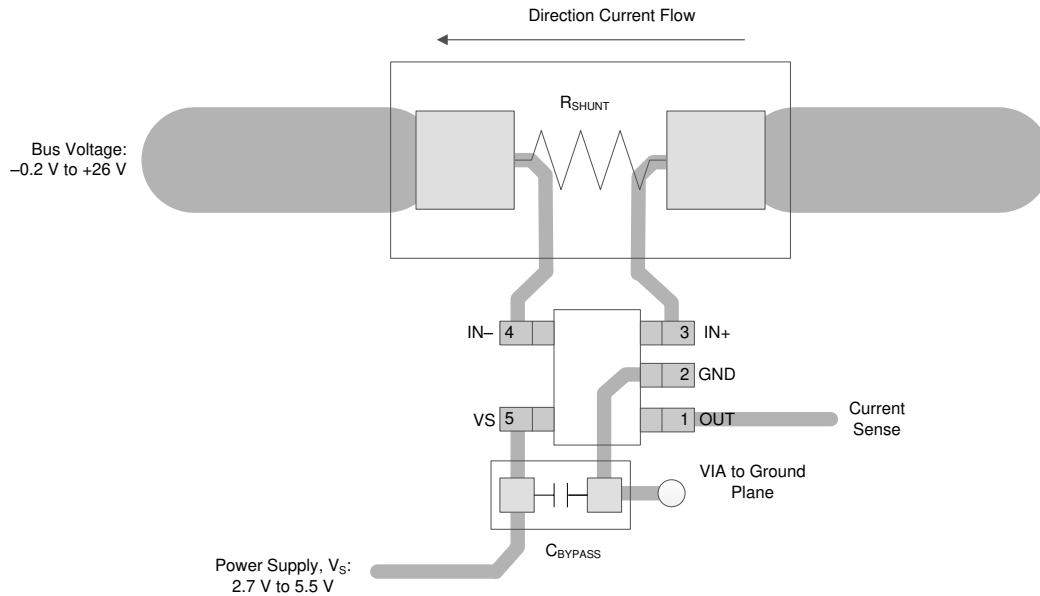 Direction Current Flow
RSHUNT
Bus Voltage:
–0.2 V to +26 V
IN–
4
3
IN+
2
GND
VS
5
1
OUT
Current
Sense
VIA to Ground
Plane
CBYPASS
Power Supply, VS:
2.7 V to 5.5 V